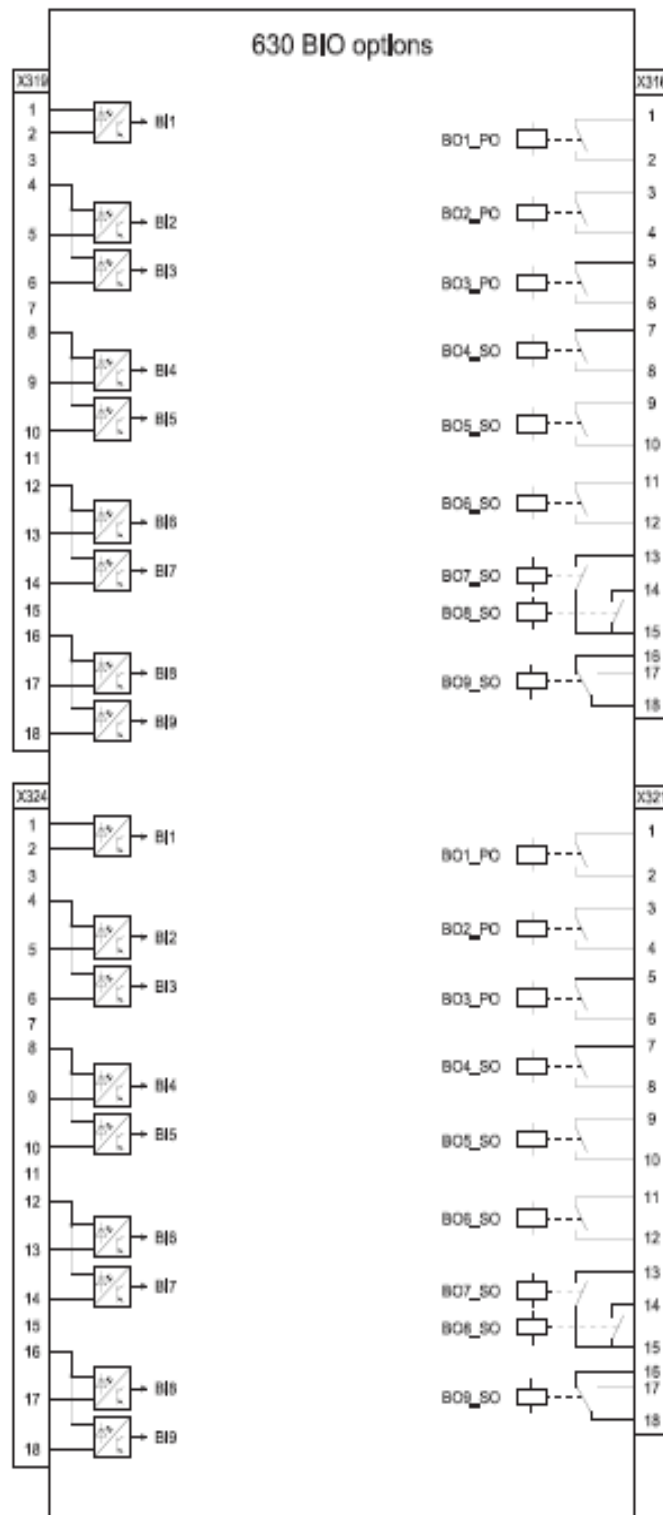 630 BIO options
X319
1
BI1
2
3
4
BI2
5
BI3
6
7
8
BI4
9
BI5
10
11
12
BI6
13
BI7
14
15
16
BI8
17
BI9
18
X316
1
BO1_PO
2
3
BO2_PO
4
5
BO3_PO
6
7
BO4_SO
8
9
BO5_SO
10
11
BO6_SO
12
13
BO7_SO
14
BO8_SO
15
16
17
BO9_SO
18
X324
1
BI1
2
3
4
BI2
5
BI3
6
7
8
BI4
9
BI5
10
11
12
BI6
13
BI7
14
15
16
BI8
17
BI9
18
X321
1
BO1_PO
2
3
BO2_PO
4
5
BO3_PO
6
7
BO4_SO
8
9
BO5_SO
10
11
BO6_SO
12
13
BO7_SO
14
BO8_SO
15
16
17
BO9_SO
18